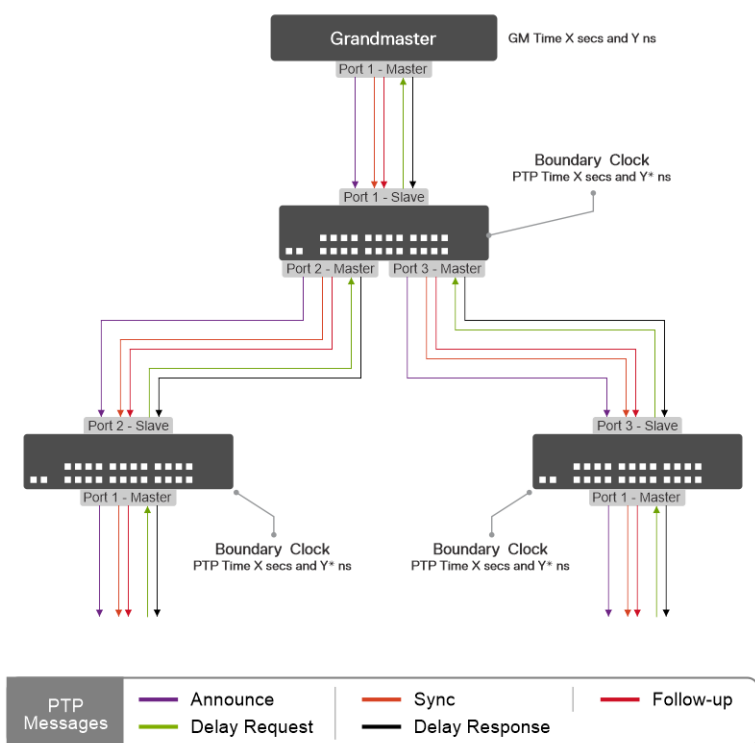 Grandmaster
GM Time X secs and Y ns
Port 1 - Master
Boundary Clock
PTP Time X secs and Y* ns
Port 1 - Slave
Port 2 - Master
Port 3 - Master
Port 2 - Slave
Port 3 - Slave
Port 1 - Master
Port 1 - Master
Boundary Clock
PTP Time X secs and Y* ns
Boundary Clock
PTP Time X secs and Y* ns
PTP
Messages
Announce
Sync
Follow-up
Delay Request
Delay Response